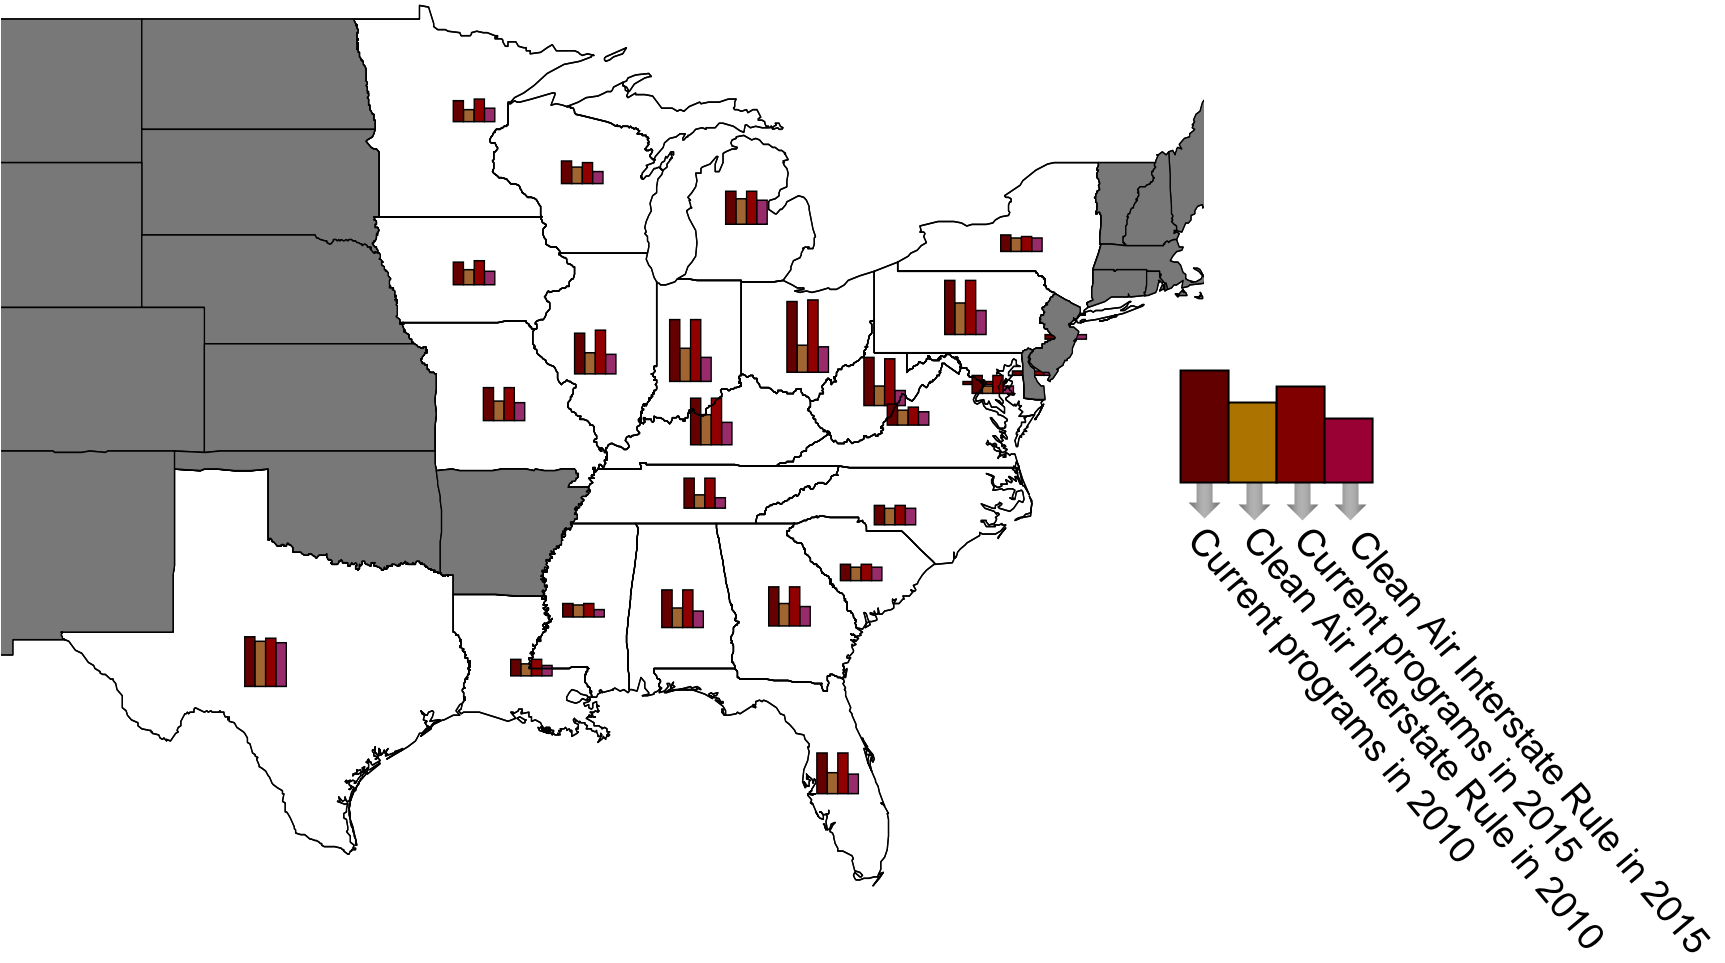 Current programs in 2010
Clean Air Interstate Rule in 2010
Current programs in 2015
Clean Air Interstate Rule in 2015